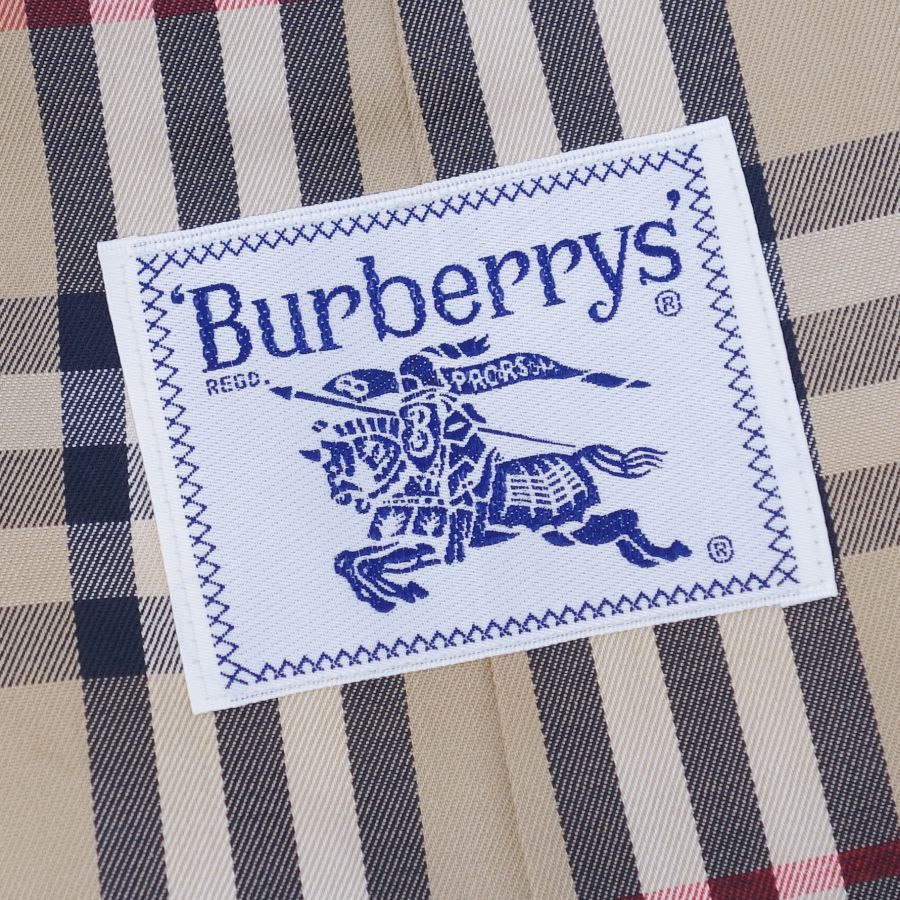 'Burberrys'
®
REGD.
B PRORSUM
B
®